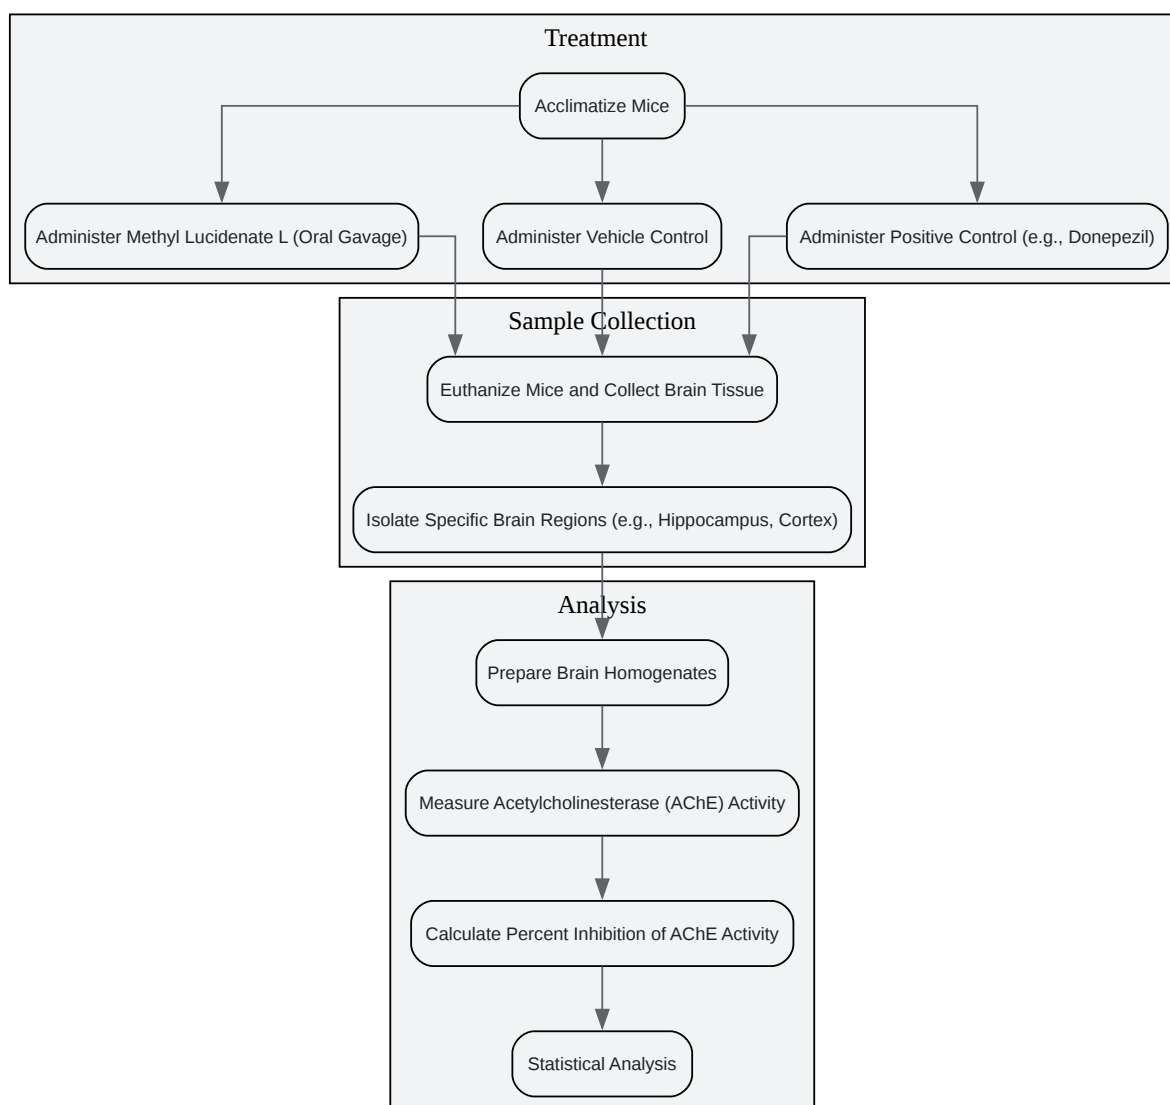 Treatment
Acclimatize Mice
Administer Methyl Lucidenate L (Oral Gavage)
Administer Vehicle Control
Administer Positive Control (e.g., Donepezil)
Sample Collection
Euthanize Mice and Collect Brain Tissue
Isolate Specific Brain Regions (e.g., Hippocampus, Cortex)
Analysis
Prepare Brain Homogenates
Measure Acetylcholinesterase (AChE) Activity
Calculate Percent Inhibition of AChE Activity
Statistical Analysis